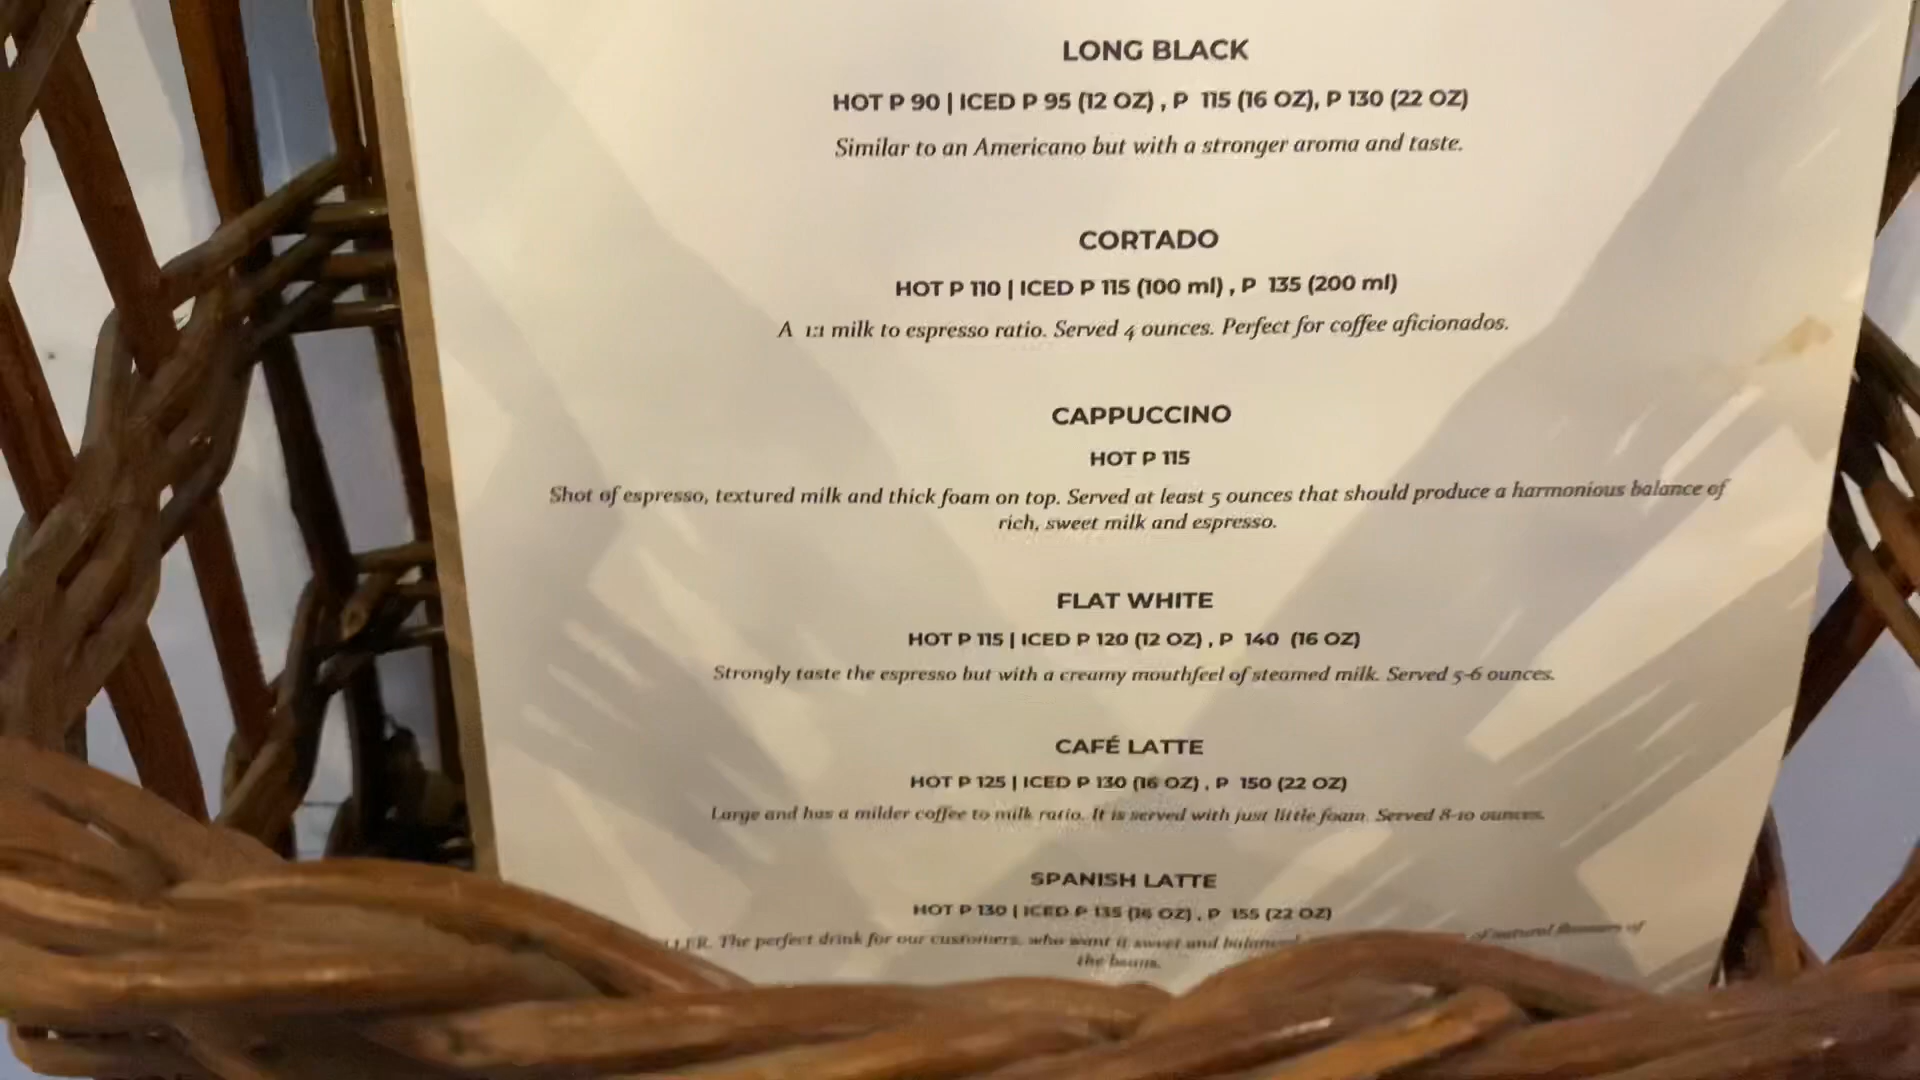 LONG BLACK
HOT P 90 | ICED P 95 (12 OZ) , P 115 (16 OZ), P 130 (22 OZ)
Similar to an Americano but with a stronger aroma and taste.
CORTADO
HOT P 110 | ICED P 115 (100 ml) , P 135 (200 ml)
A 1:1 milk to espresso ratio. Served 4 ounces. Perfect for coffee aficionados.
CAPPUCCINO
HOT P 115
Shot of espresso, textured milk and thick foam on top. Served at least 5 ounces that should produce a harmonious balance of
rich, sweet milk and espresso.
FLAT WHITE
HOT P 115 | ICED P 120 (12 OZ) , P 140 (16 OZ)
Strongly taste the espresso but with a creamy mouthfeel of steamed milk. Served 5-6 ounces.
CAFÉ LATTE
HOT P 125 | ICED P 130 (16 OZ) , P 150 (22 OZ)
Large and has a milder coffee to milk ratio. It is served with just little foam. Served 8-10 ounces.
SPANISH LATTE
HOT P 130 | ICED P 135 (16 OZ) , P 155 (22 OZ)
The perfect drink for our customers, who want it sweet and of natural flavours of
the beans.